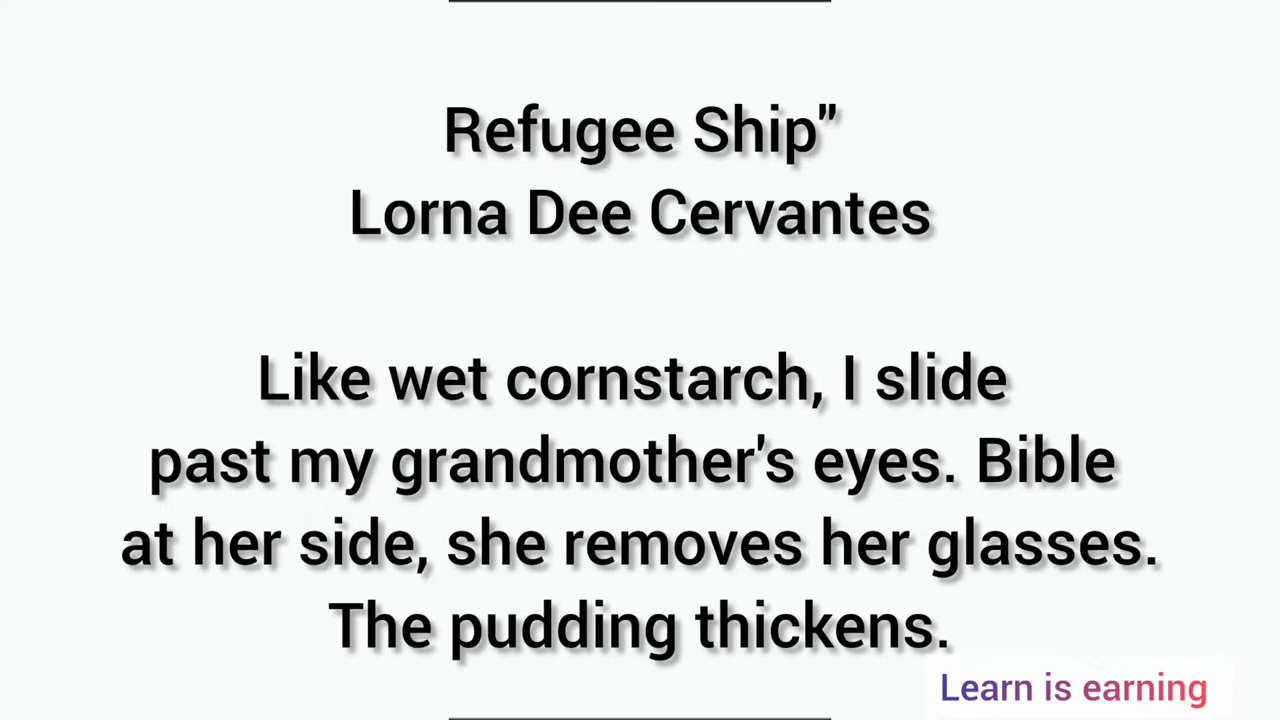 Refugee Ship"
Lorna Dee Cervantes
Like wet cornstarch, I slide
past my grandmother's eyes. Bible
at her side, she removes her glasses.
The pudding thickens.
Learn is earning